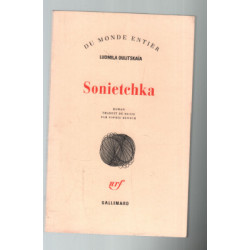 DU MONDE ENTIER
LUDMILA OULITSKAÏA
Sonietchka
ROMAN
TRADUIT DU RUSSE
PAR SOPHIE BENECH
nrf
GALLIMARD